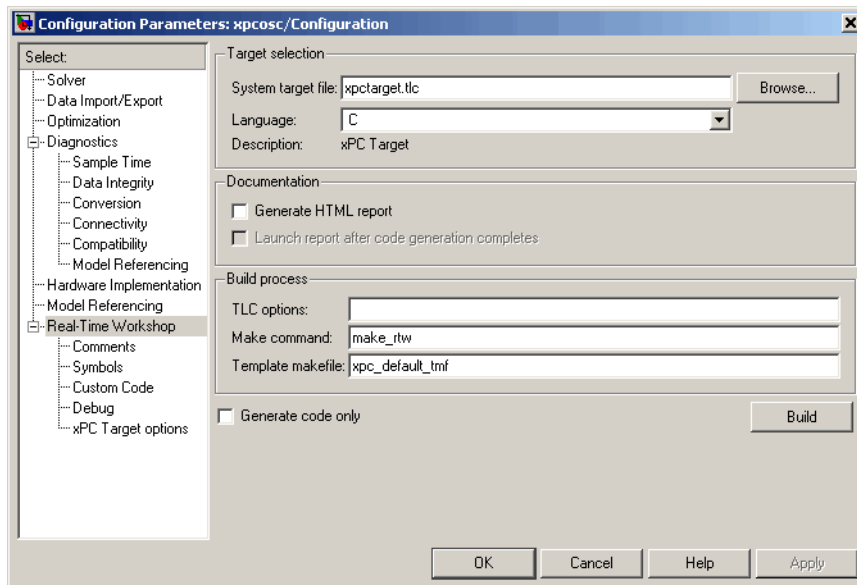 Configuration Parameters: xpcosc/Configuration
Select:
Solver
Data Import/Export
Optimization
Diagnostics
Sample Time
Data Integrity
Conversion
Connectivity
Compatibility
Model Referencing
Hardware Implementation
Model Referencing
Real-Time Workshop
Comments
Symbols
Custom Code
Debug
xPC Target options
Target selection
System target file: xpctarget.tlc Browse...
Language: C
Description: xPC Target
Documentation
Generate HTML report
Launch report after code generation completes
Build process
TLC options:
Make command: make_rtw
Template makefile: xpc_default_tmf
Generate code only Build
OK Cancel Help Apply